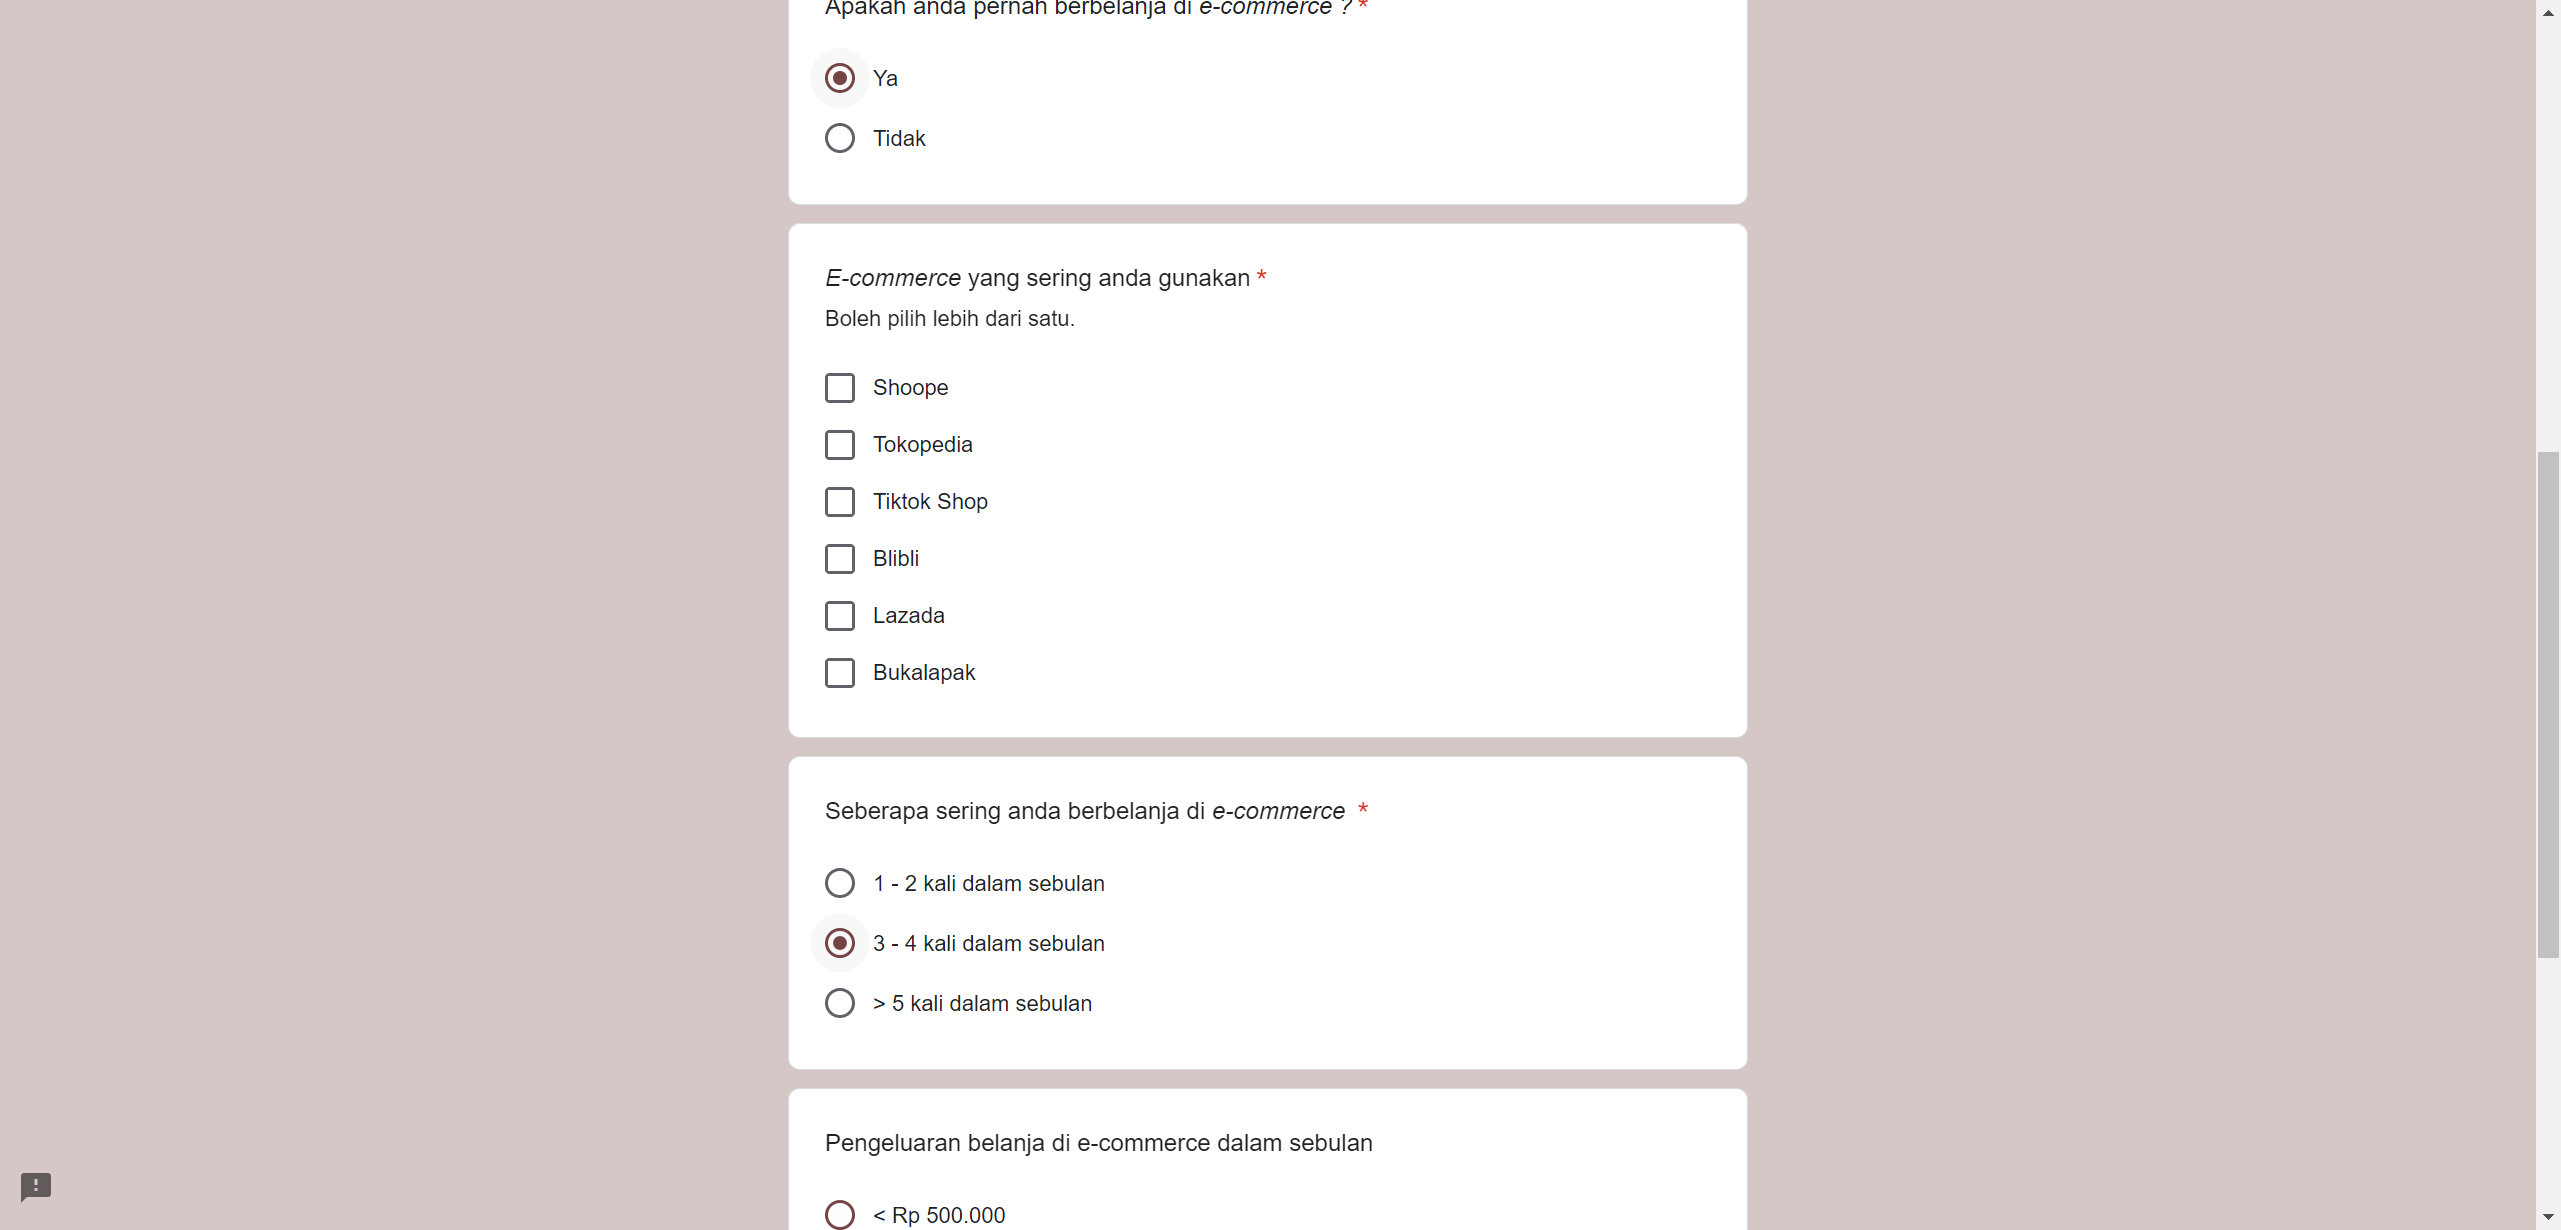 Apakah anda pernah berbelanja di e-commerce ? *
Ya
Tidak
E-commerce yang sering anda gunakan *
Boleh pilih lebih dari satu.
Shoope
Tokopedia
Tiktok Shop
Blibli
Lazada
Bukalapak
Seberapa sering anda berbelanja di e-commerce *
1 - 2 kali dalam sebulan
3 - 4 kali dalam sebulan
> 5 kali dalam sebulan
Pengeluaran belanja di e-commerce dalam sebulan
< Rp 500.000